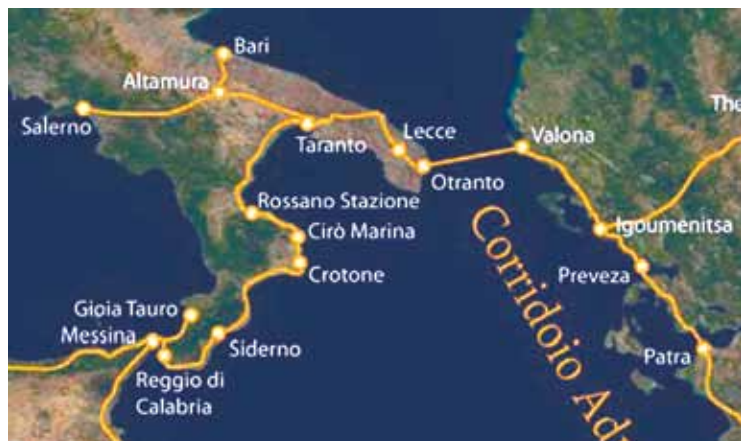 Bari
Altamura
The
Salerno
Taranto
Lecce
Valona
Otranto
Rossano Stazione
Igoumenitsa
Cirò Marina
Crotone
Preveza
Gioia Tauro
Messina
Siderno
Patra
Reggio di
Calabria
Corridoio Ad